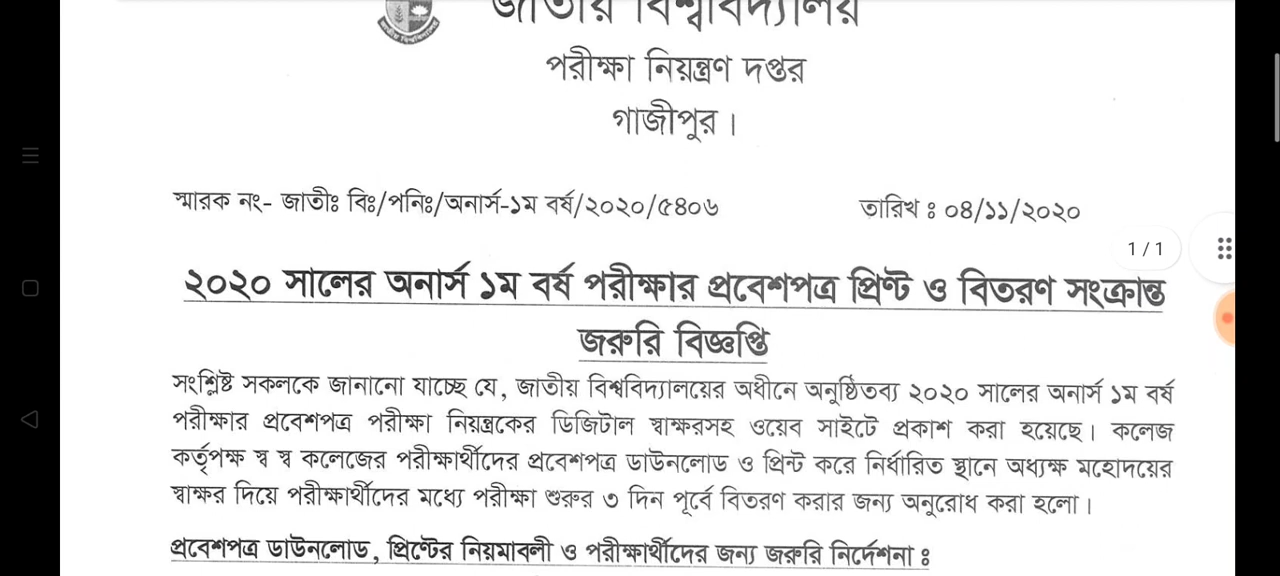 জাতীয় বিশ্ববিদ্যালয়
পরীক্ষা নিয়ন্ত্রণ দপ্তর
গাজীপুর।
স্মারক নং- জাতীঃ বিঃ/পনিঃ/অনার্স-১ম বর্ষ/২০২০/৫৪০৬ তারিখ : ০৪/১১/২০২০
1/1
২০২০ সালের অনার্স ১ম বর্ষ পরীক্ষার প্রবেশপত্র প্রিন্ট ও বিতরণ সংক্রান্ত
জরুরি বিজ্ঞপ্তি
সংশ্লিষ্ট সকলকে জানানো যাচ্ছে যে, জাতীয় বিশ্ববিদ্যালয়ের অধীনে অনুষ্ঠিতব্য ২০২০ সালের অনার্স ১ম বর্ষ
পরীক্ষার প্রবেশপত্র পরীক্ষা নিয়ন্ত্রকের ডিজিটাল স্বাক্ষরসহ ওয়েব সাইটে প্রকাশ করা হয়েছে। কলেজ
কর্তৃপক্ষ স্ব স্ব কলেজের পরীক্ষার্থীদের প্রবেশপত্র ডাউনলোড ও প্রিন্ট করে নির্ধারিত স্থানে অধ্যক্ষ মহোদয়ের
স্বাক্ষর দিয়ে পরীক্ষার্থীদের মধ্যে পরীক্ষা শুরুর ৩ দিন পূর্বে বিতরণ করার জন্য অনুরোধ করা হলো।
প্রবেশপত্র ডাউনলোড, প্রিন্টের নিয়মাবলী ও পরীক্ষার্থীদের জন্য জরুরি নির্দেশনা :